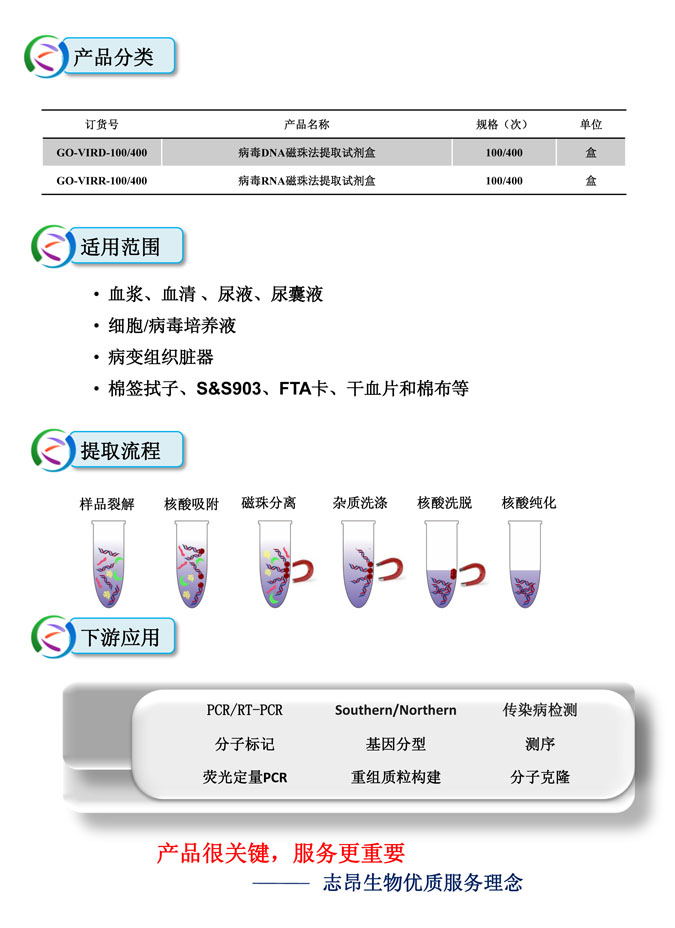 产品分类
订货号 产品名称 规格（次） 单位
GO-VIRD-100/400 病毒DNA磁珠法提取试剂盒 100/400 盒
GO-VIRR-100/400 病毒RNA磁珠法提取试剂盒 100/400 盒
适用范围
• 血浆、血清 、尿液、尿囊液
• 细胞/病毒培养液
• 病变组织脏器
• 棉签拭子、S&S903、FTA卡、干血片和棉布等
提取流程
样品裂解 核酸吸附 磁珠分离 杂质洗涤 核酸洗脱 核酸纯化
下游应用
PCR/RT-PCR Southern/Northern 传染病检测
分子标记 基因分型 测序
荧光定量PCR 重组质粒构建 分子克隆
产品很关键，服务更重要
——— 志昂生物优质服务理念